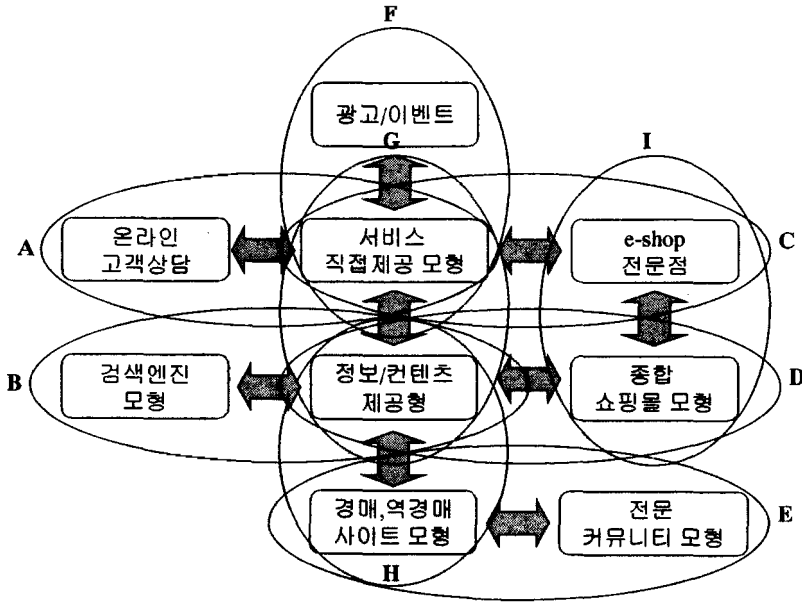 F
광고/이벤트
G
I
A
온라인
고객상담
서비스
직접제공 모형
e-shop
전문점
C
B
검색엔진
모형
정보/컨텐츠
제공형
종합
쇼핑몰 모형
D
경매,역경매
사이트 모형
전문
커뮤니티 모형
E
H